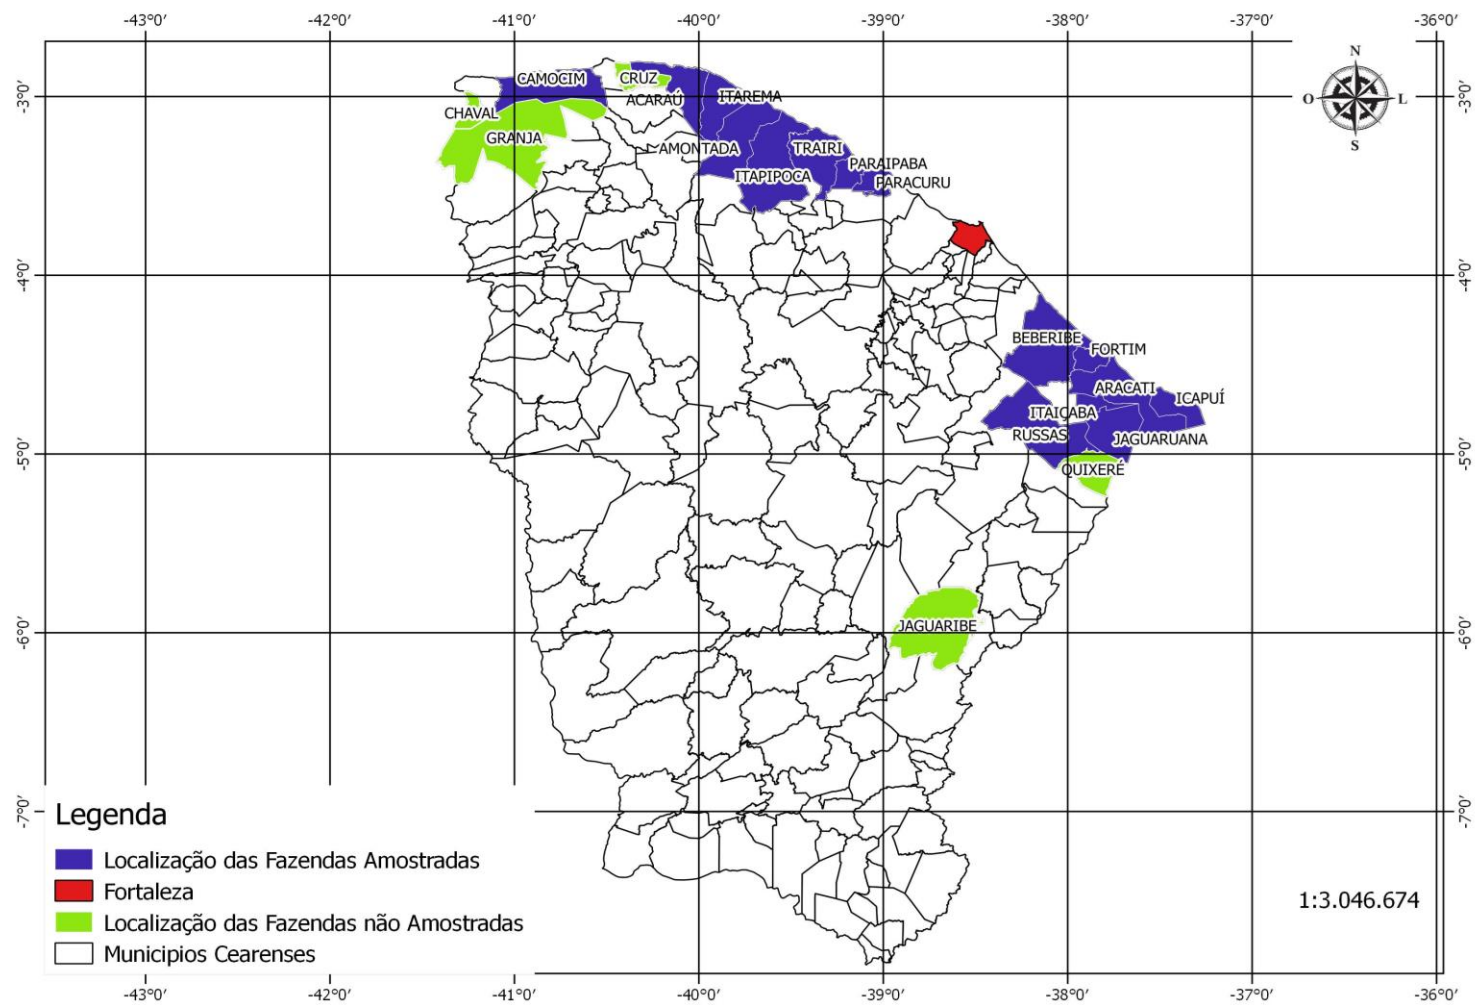 -43°0′ -42°0′ -41°0′ -40°0′ -39°0′ -38°0′ -37°0′ -36°0′
N
O L
S
-3°0′ -3°0′
CAMOCIM
CRUZ
ACARAÚ
ITAREMA
CHAVAL
GRANJA
AMONTADA
TRAIRI
PARAIPABA
ITAPIPOCA
PARACURU
-4°0′ -4°0′
BEBERIBE
FORTIM
ARACATI
ICAPUÍ
ITAIÇABA
RUSSAS
JAGUARUANA
-5°0′ -5°0′
QUIXERÉ
JAGUARIBE
-6°0′ -6°0′
-7°0′ -7°0′
Legenda
Localização das Fazendas Amostradas
Fortaleza
Localização das Fazendas não Amostradas
Municipios Cearenses
1:3.046.674
-43°0′ -42°0′ -41°0′ -40°0′ -39°0′ -38°0′ -37°0′ -36°0′